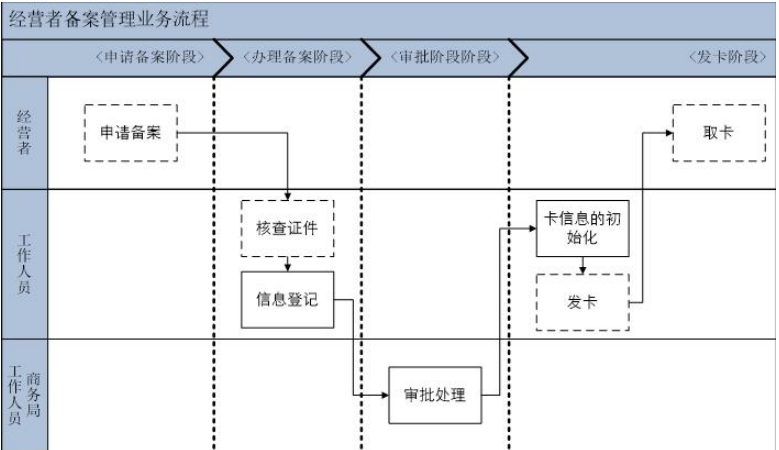 经营者备案管理业务流程
<申请备案阶段>
<办理备案阶段>
<审批阶段阶段>
<发卡阶段>
经营者
申请备案
取卡
工作人员
核查证件
卡信息的初
始化
信息登记
发卡
商务局
工作人员
审批处理